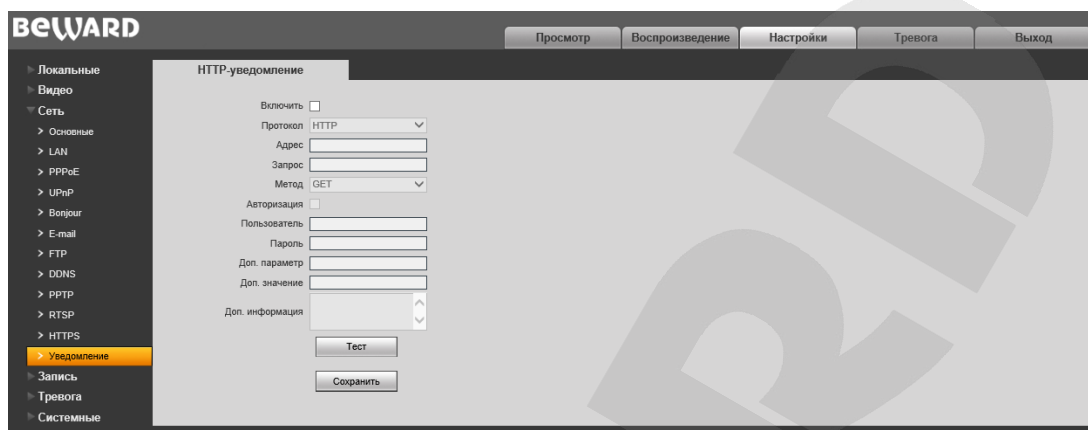 BEWARD
Просмотр
Воспроизведение
Настройки
Тревога
Выход
Локальные
Видео
Сеть
Основные
LAN
PPPoE
UPnP
Bonjour
E-mail
FTP
DDNS
PPTP
RTSP
HTTPS
Уведомление
Запись
Тревога
Системные
HTTP-уведомление
Включить
Протокол HTTP
Адрес
Запрос
Метод GET
Авторизация
Пользователь
Пароль
Доп. параметр
Доп. значение
Доп. информация
Тест
Сохранить
RD